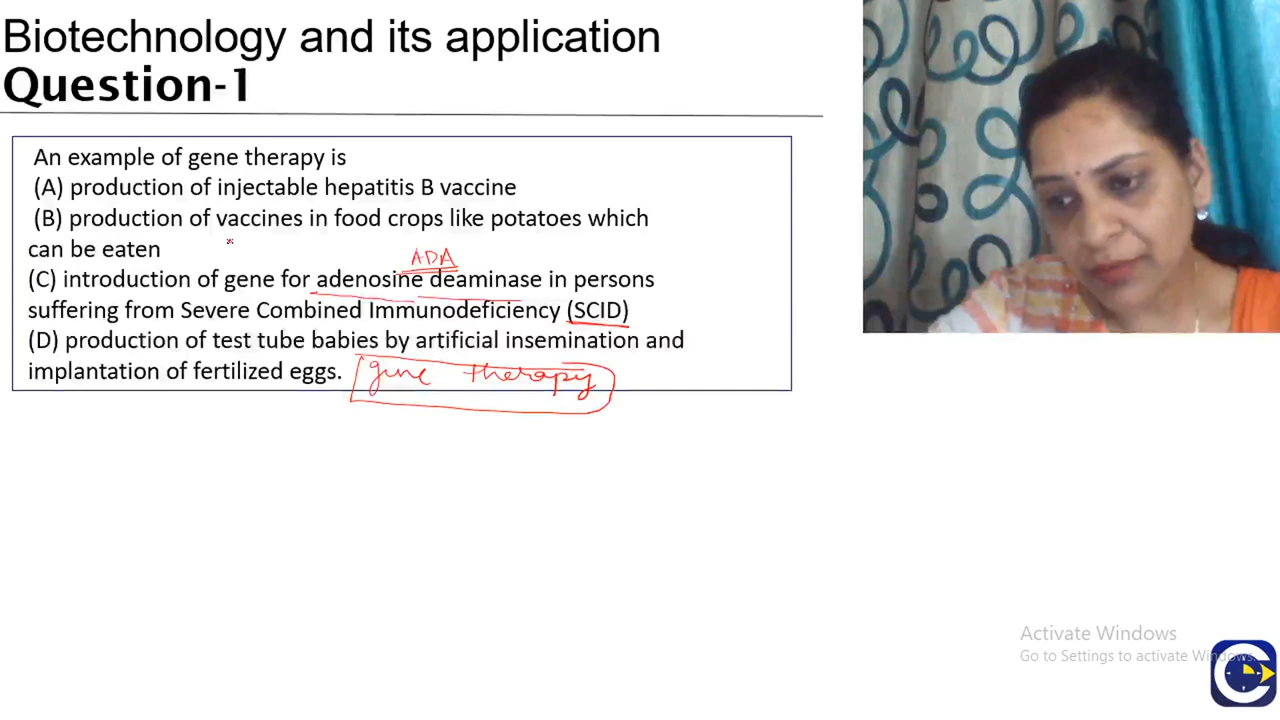 Biotechnology and its application
Question-1
An example of gene therapy is
(A) production of injectable hepatitis B vaccine
(B) production of vaccines in food crops like potatoes which
can be eaten
ADA
(C) introduction of gene for adenosine deaminase in persons
suffering from Severe Combined Immunodeficiency (SCID)
(D) production of test tube babies by artificial insemination and
implantation of fertilized eggs.
gene therapy
Activate Windows
Go to Settings to activate Windows.